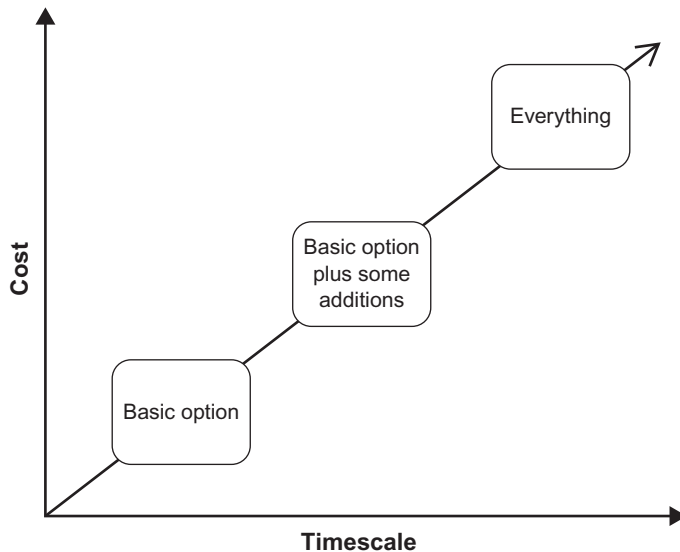 Everything
Basic option
plus some
additions
Basic option
Cost
Timescale